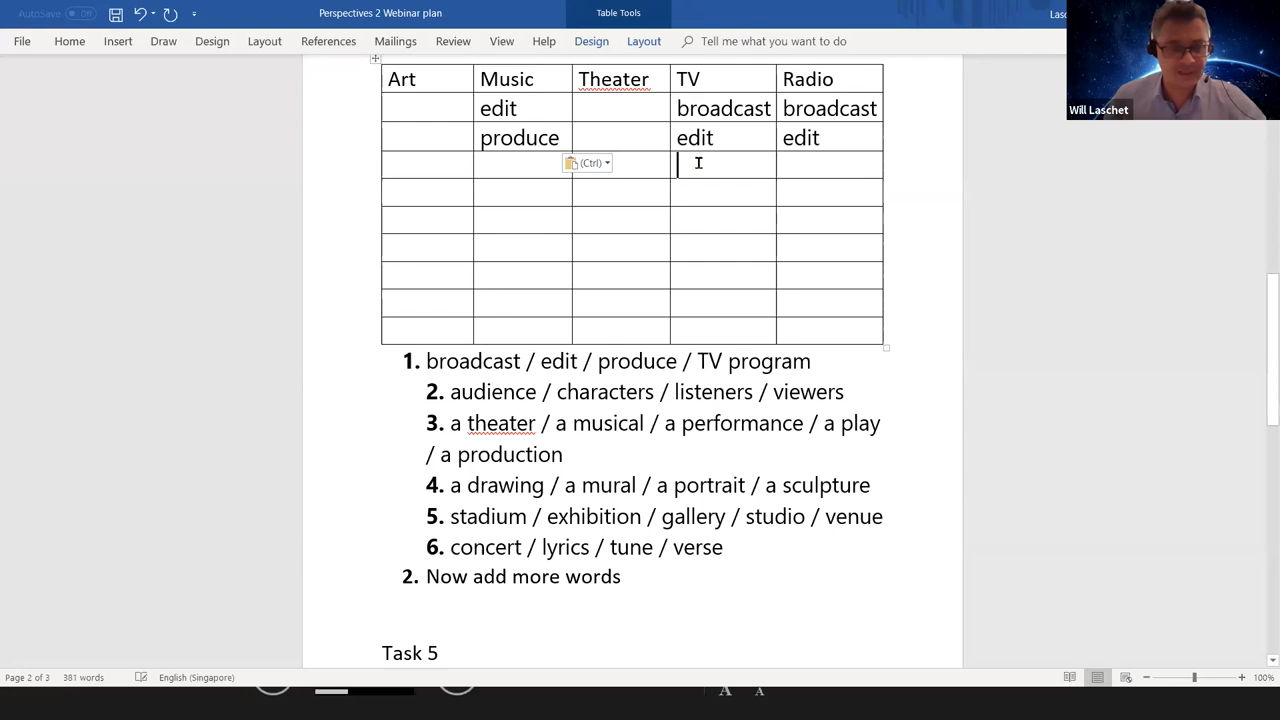 AutoSave Off
Perspectives 2 Webinar plan
Table Tools
Lasc
File Home Insert Draw Design Layout References Mailings Review View Help Design Layout Tell me what you want to do
Will Laschet
Art Music Theater TV Radio
edit broadcast broadcast
produce edit edit
(Ctrl)
1. broadcast / edit / produce / TV program
2. audience / characters / listeners / viewers
3. a theater / a musical / a performance / a play
/ a production
4. a drawing / a mural / a portrait / a sculpture
5. stadium / exhibition / gallery / studio / venue
6. concert / lyrics / tune / verse
2. Now add more words
Task 5
Page 2 of 3 381 words English (Singapore) 100%
A A